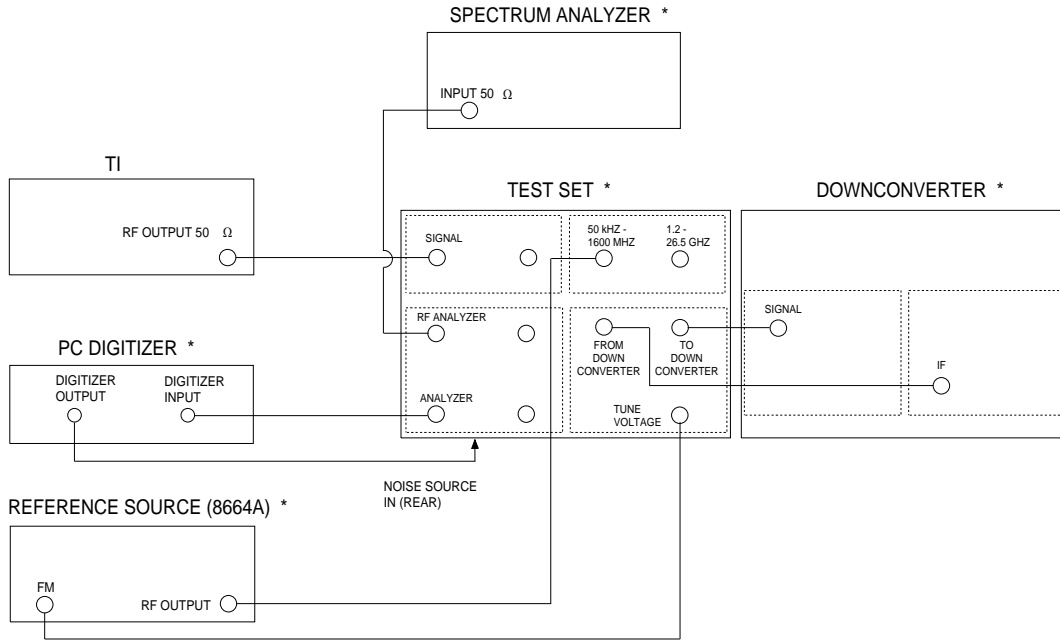 SPECTRUM ANALYZER *
INPUT 50 Ω
TI
RF OUTPUT 50 Ω
TEST SET *
SIGNAL
50 kHZ -
1600 MHZ
1.2 -
26.5 GHZ
RF ANALYZER
FROM
DOWN
CONVERTER
TO
DOWN
CONVERTER
ANALYZER
TUNE
VOLTAGE
DOWNCONVERTER *
SIGNAL
IF
PC DIGITIZER *
DIGITIZER
OUTPUT
DIGITIZER
INPUT
NOISE SOURCE
IN (REAR)
REFERENCE SOURCE (8664A) *
FM
RF OUTPUT